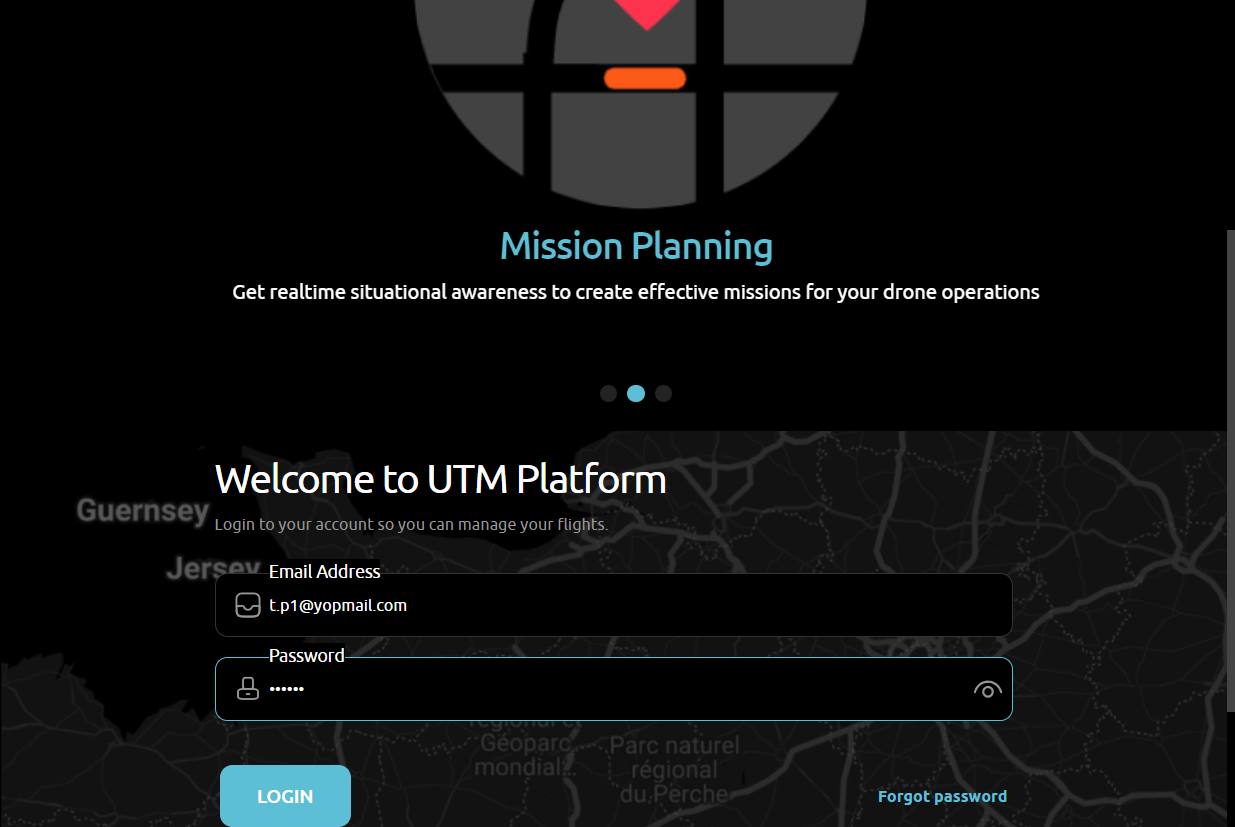 Mission Planning
Get realtime situational awareness to create effective missions for your drone operations
Welcome to UTM Platform
Guernsey
Login to your account so you can manage your flights.
Jersey
Email Address
t.p1@yopmail.com
Password
••••••
régional et
Géoparc
mondial...
Parc naturel
régional
du Perche
LOGIN
Forgot password